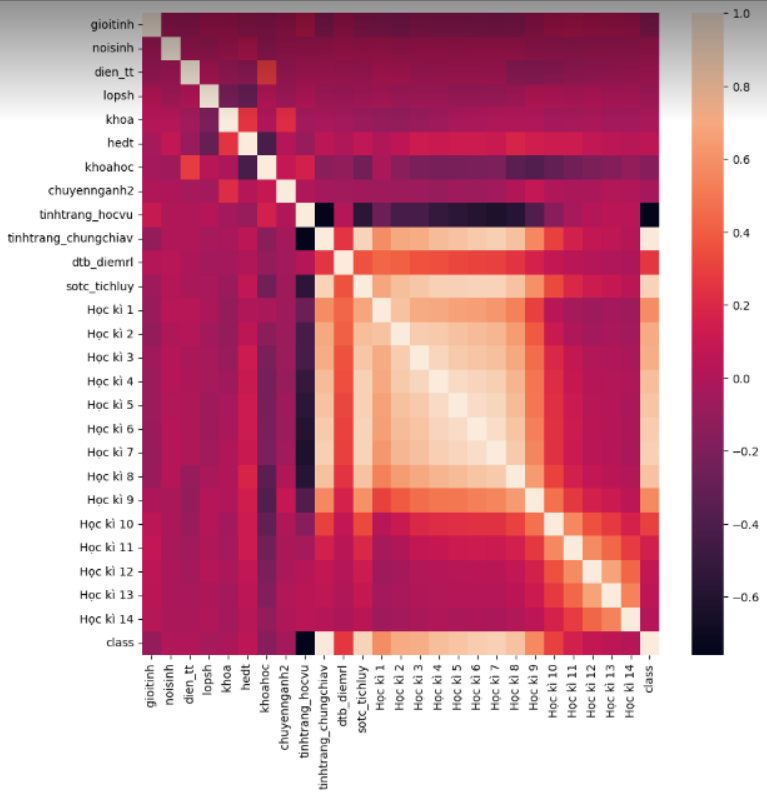 gioitinh
noisinh
dien_tt
lopsh
khoa
hedt
khoahoc
chuyennganh2
tinhtrang_hocvu
tinhtrang_chungchiav
dtb_diemrl
sotc_tichluy
Học kì 1
Học kì 2
Học kì 3
Học kì 4
Học kì 5
Học kì 6
Học kì 7
Học kì 8
Học kì 9
Học kì 10
Học kì 11
Học kì 12
Học kì 13
Học kì 14
class
gioitinh
noisinh
dien_tt
lopsh
khoa
hedt
khoahoc
chuyennganh2
tinhtrang_hocvu
tinhtrang_chungchiav
dtb_diemrl
sotc_tichluy
Học kì 1
Học kì 2
Học kì 3
Học kì 4
Học kì 5
Học kì 6
Học kì 7
Học kì 8
Học kì 9
Học kì 10
Học kì 11
Học kì 12
Học kì 13
Học kì 14
class
1.0
0.8
0.6
0.4
0.2
0.0
−0.2
−0.4
−0.6